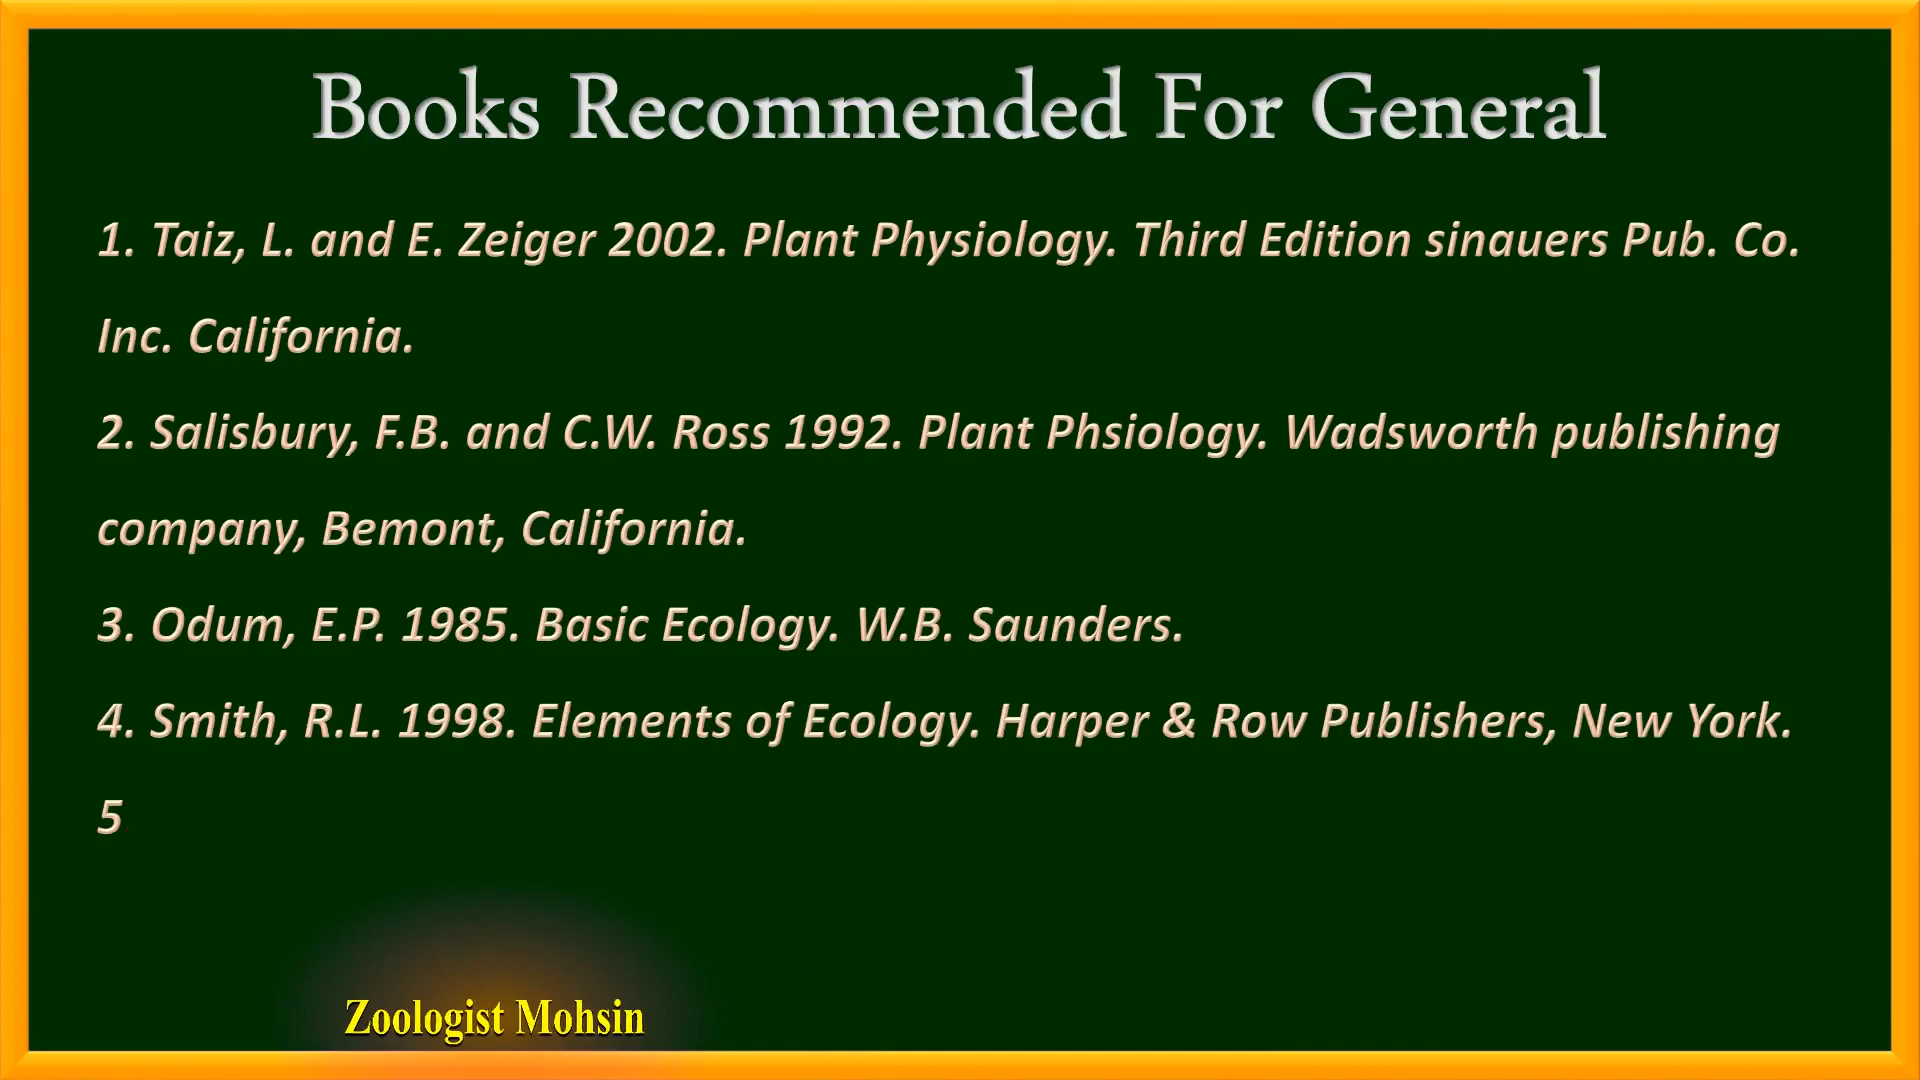 Books Recommended For General
1. Taiz, L. and E. Zeiger 2002. Plant Physiology. Third Edition sinauers Pub. Co.
Inc. California.
2. Salisbury, F.B. and C.W. Ross 1992. Plant Phsiology. Wadsworth publishing
company, Bemont, California.
3. Odum, E.P. 1985. Basic Ecology. W.B. Saunders.
4. Smith, R.L. 1998. Elements of Ecology. Harper & Row Publishers, New York.
5
Zoologist Mohsin